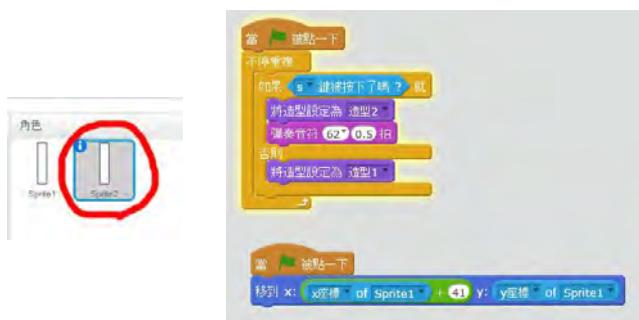 角色
Sprite1
Sprite2
當 被點一下
不停重複
如果 s 鍵被按下了嗎？ 就
將造型設定為 造型2
彈奏音符 62 0.5 拍
否則
將造型設定為 造型1
當 被點一下
移到 x: x座標 of Sprite1 + 41 y: y座標 of Sprite1